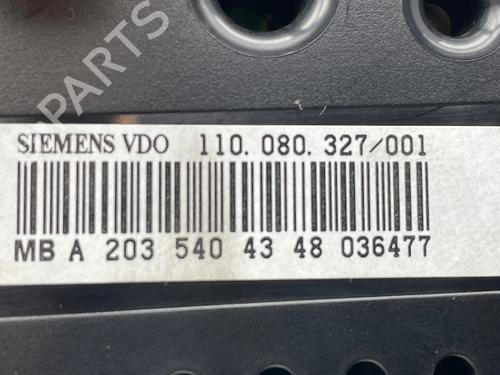 B PARTS
SIEMENS VDO 110.080.327/001
MB A 203 540 43 48 036477